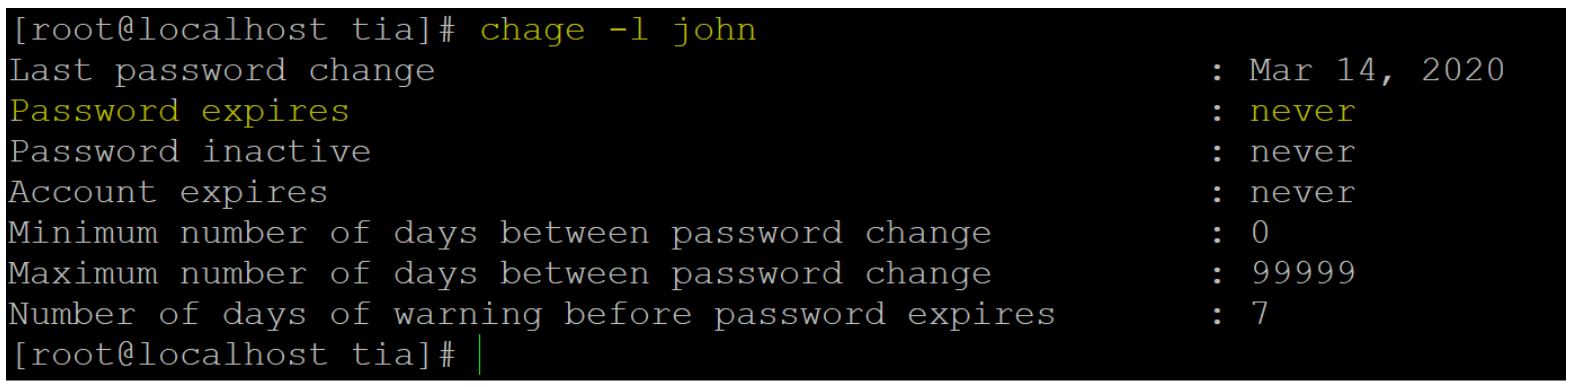 [root@localhost tia]# chage -l john
Last password change : Mar 14, 2020
Password expires : never
Password inactive : never
Account expires : never
Minimum number of days between password change : 0
Maximum number of days between password change : 99999
Number of days of warning before password expires : 7
[root@localhost tia]#